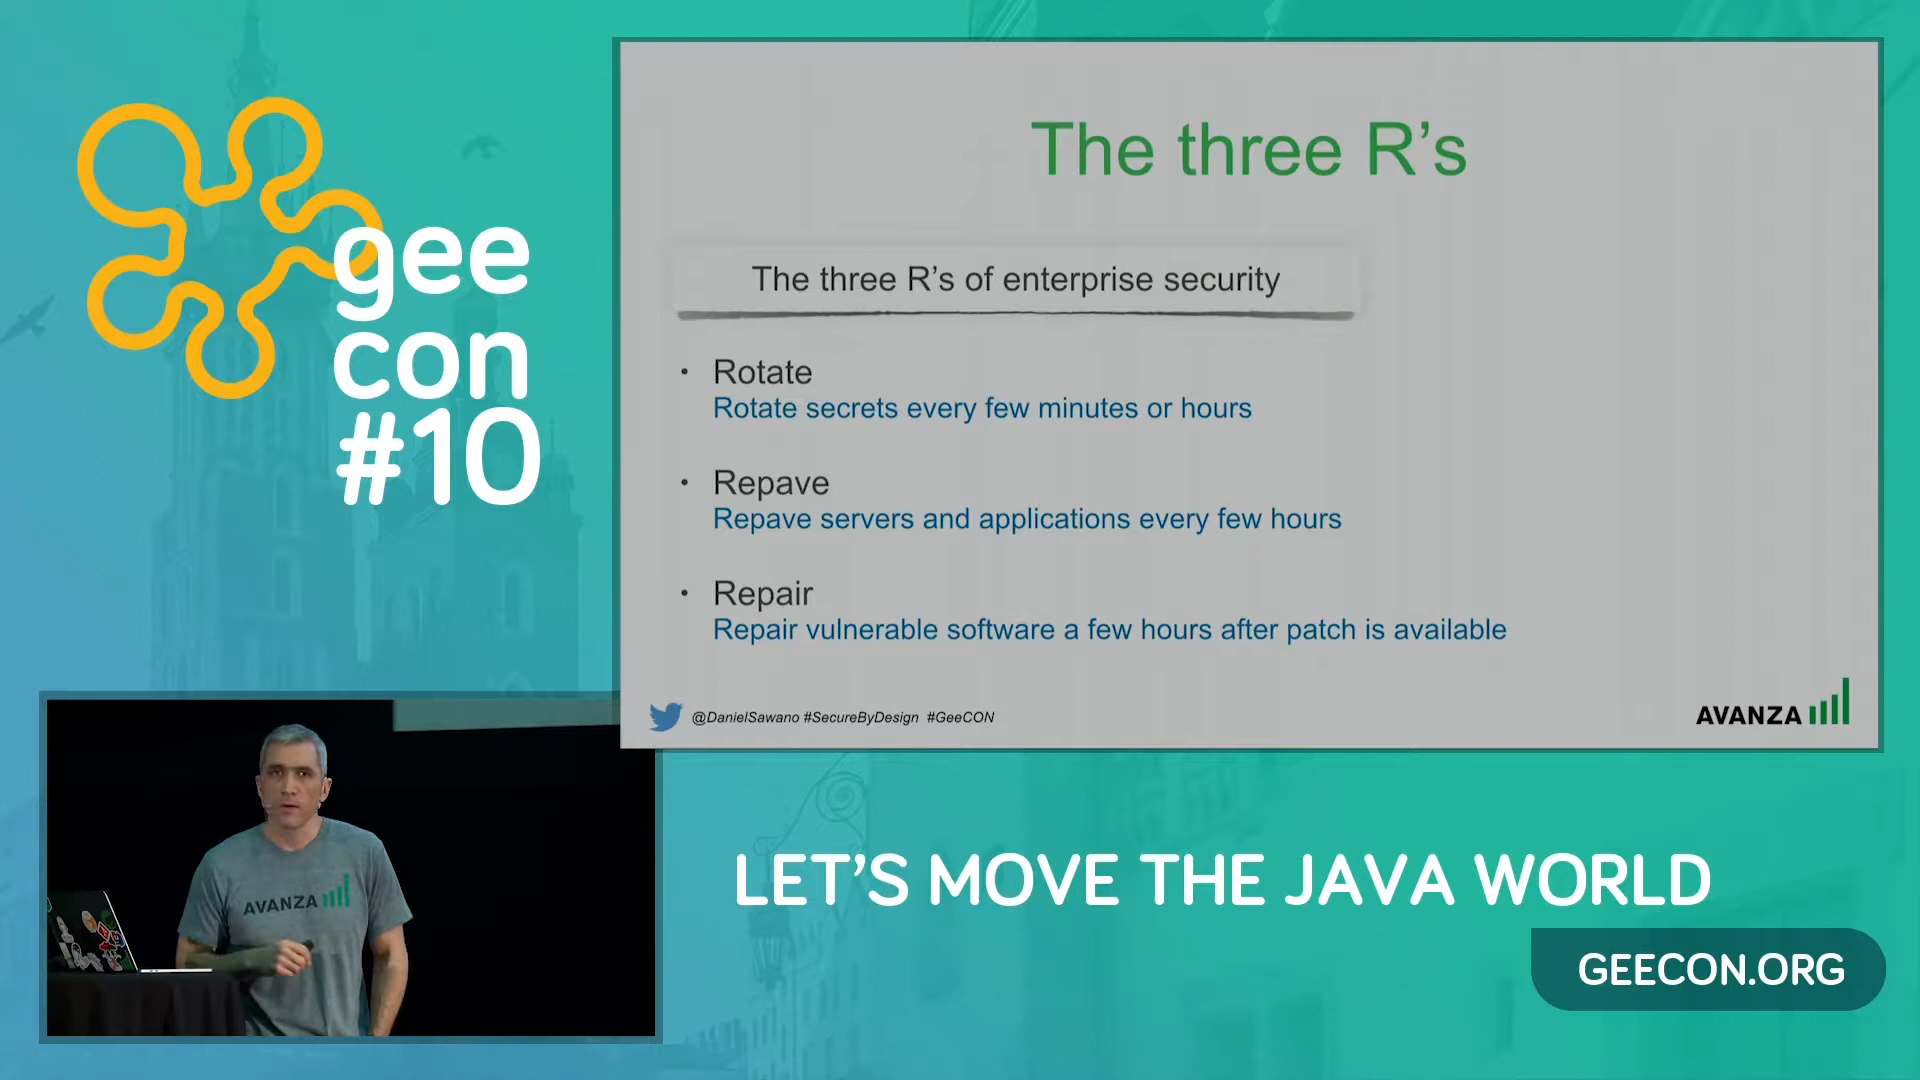 gee
con
#10
The three R's
The three R's of enterprise security
• Rotate
Rotate secrets every few minutes or hours
• Repave
Repave servers and applications every few hours
• Repair
Repair vulnerable software a few hours after patch is available
@DanielSawano #SecureByDesign #GeeCON
AVANZA
AVANZA
LET'S MOVE THE JAVA WORLD
GEECON.ORG